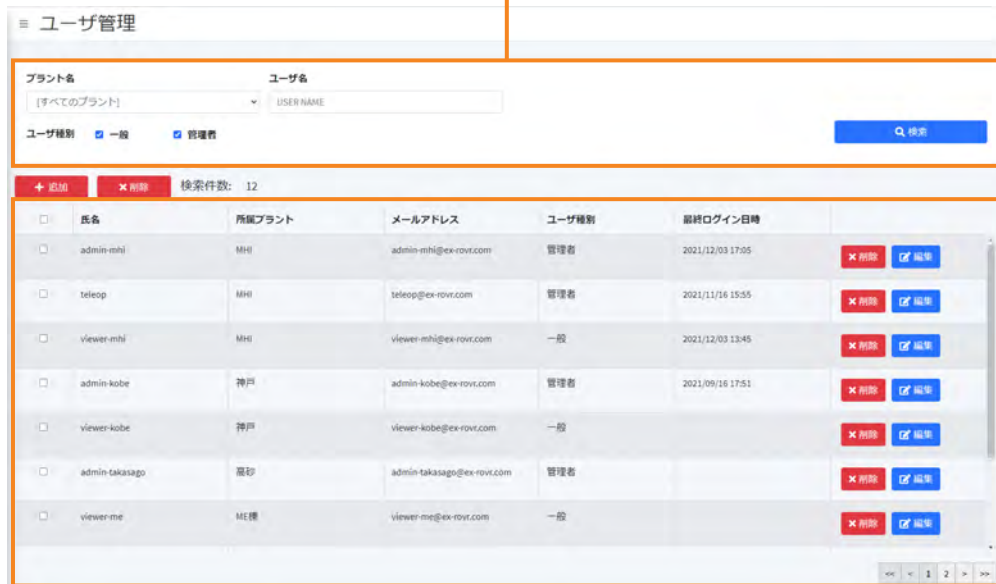 ≡ ユーザ管理
プラント名 ユーザ名
[すべてのプラント] USER NAME
ユーザ種別 一般 管理者 検索
+ 追加 × 削除 検索件数: 12
氏名 所属プラント メールアドレス ユーザ種別 最終ログイン日時
admin-mhi MHI admin-mhi@ex-rovr.com 管理者 2021/12/03 17:05 × 削除 編集
teleop MHI teleop@ex-rovr.com 管理者 2021/11/16 15:55 × 削除 編集
viewer-mhi MHI viewer-mhi@ex-rovr.com 一般 2021/12/03 13:45 × 削除 編集
admin-kobe 神戸 admin-kobe@ex-rovr.com 管理者 2021/09/16 17:51 × 削除 編集
viewer-kobe 神戸 viewer-kobe@ex-rovr.com 一般 × 削除 編集
admin-takasago 高砂 admin-takasago@ex-rovr.com 管理者 × 削除 編集
viewer-me ME棟 viewer-me@ex-rovr.com 一般 × 削除 編集
<< < 1 2 > >>